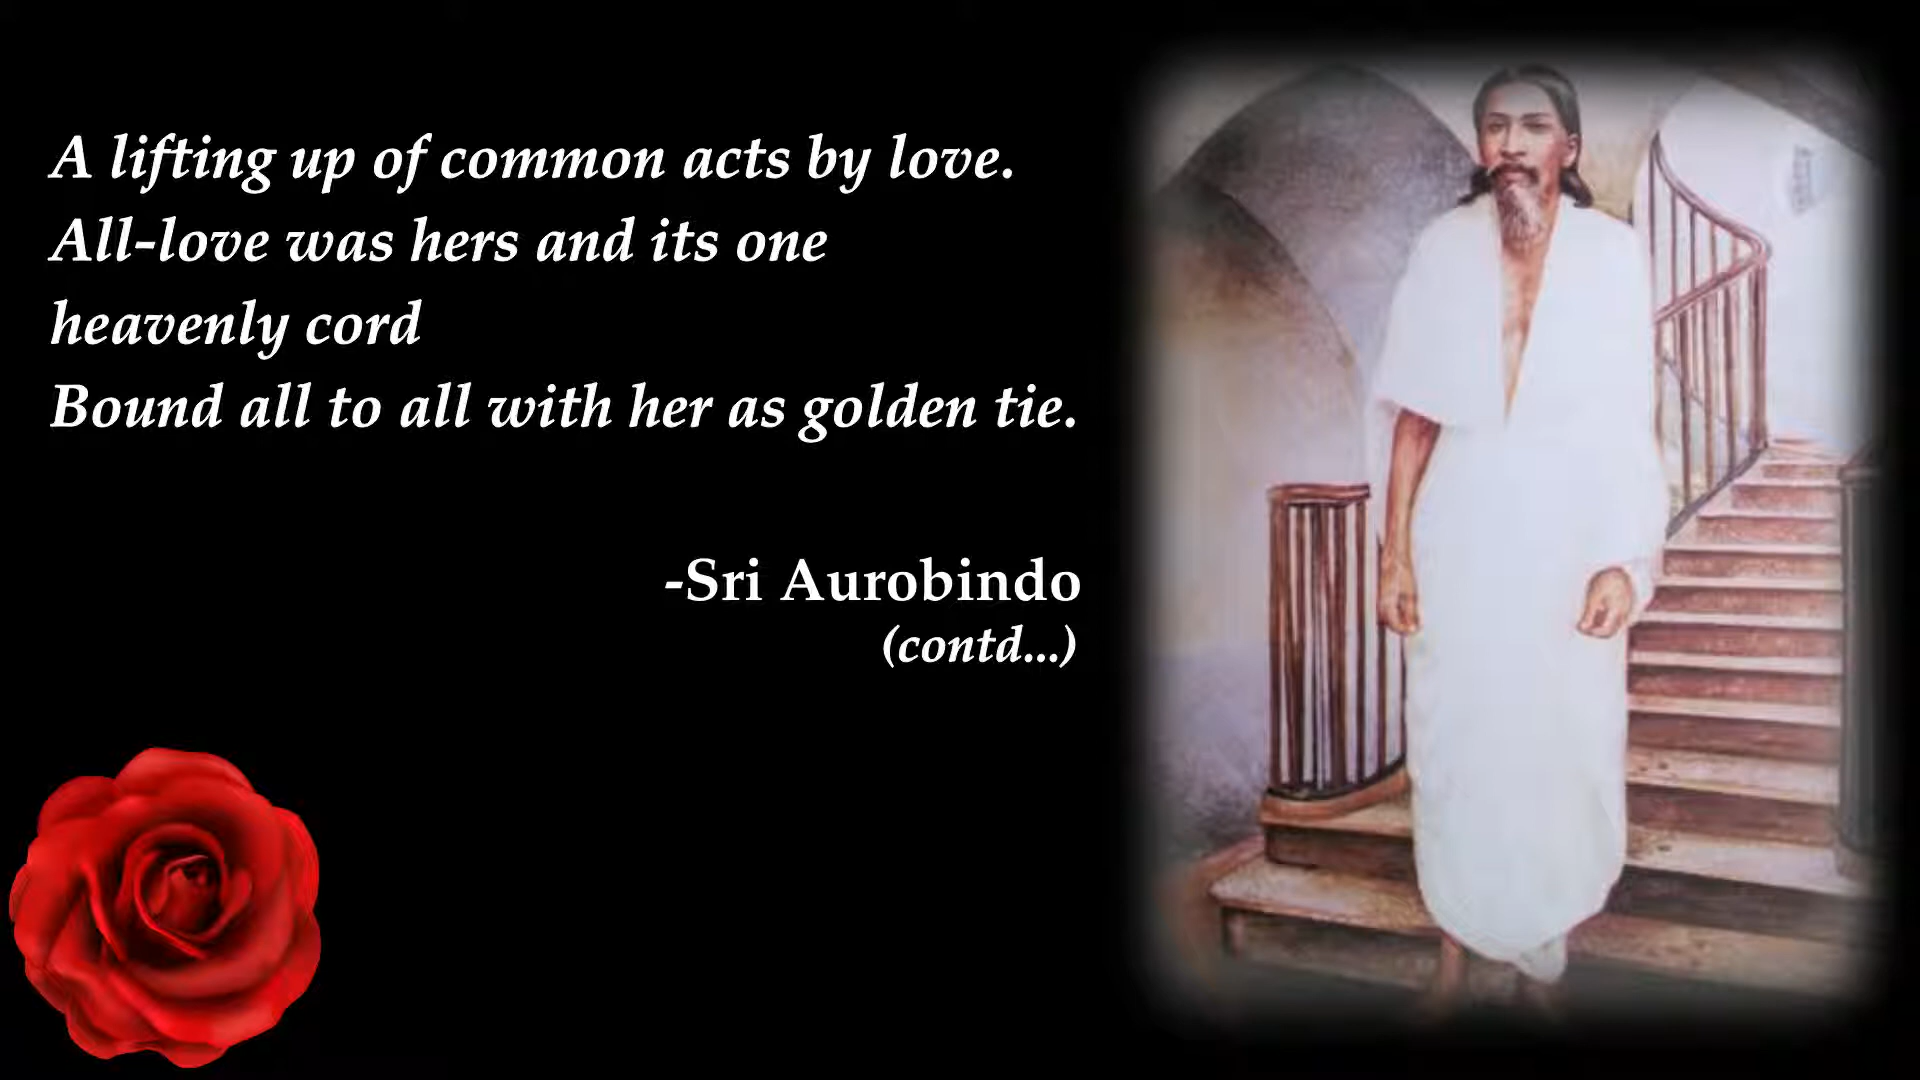 A lifting up of common acts by love.
All-love was hers and its one
heavenly cord
Bound all to all with her as golden tie.
-Sri Aurobindo
(contd...)